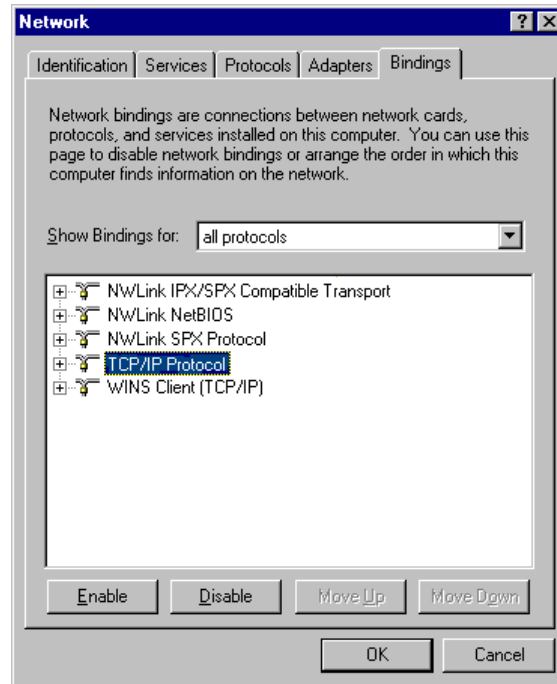 Network
Identification Services Protocols Adapters Bindings
Network bindings are connections between network cards,
protocols, and services installed on this computer. You can use this
page to disable network bindings or arrange the order in which this
computer finds information on the network.
Show Bindings for: all protocols
NWLink IPX/SPX Compatible Transport
NWLink NetBIOS
NWLink SPX Protocol
TCP/IP Protocol
WINS Client (TCP/IP)
Enable Disable Move Up Move Down
OK Cancel